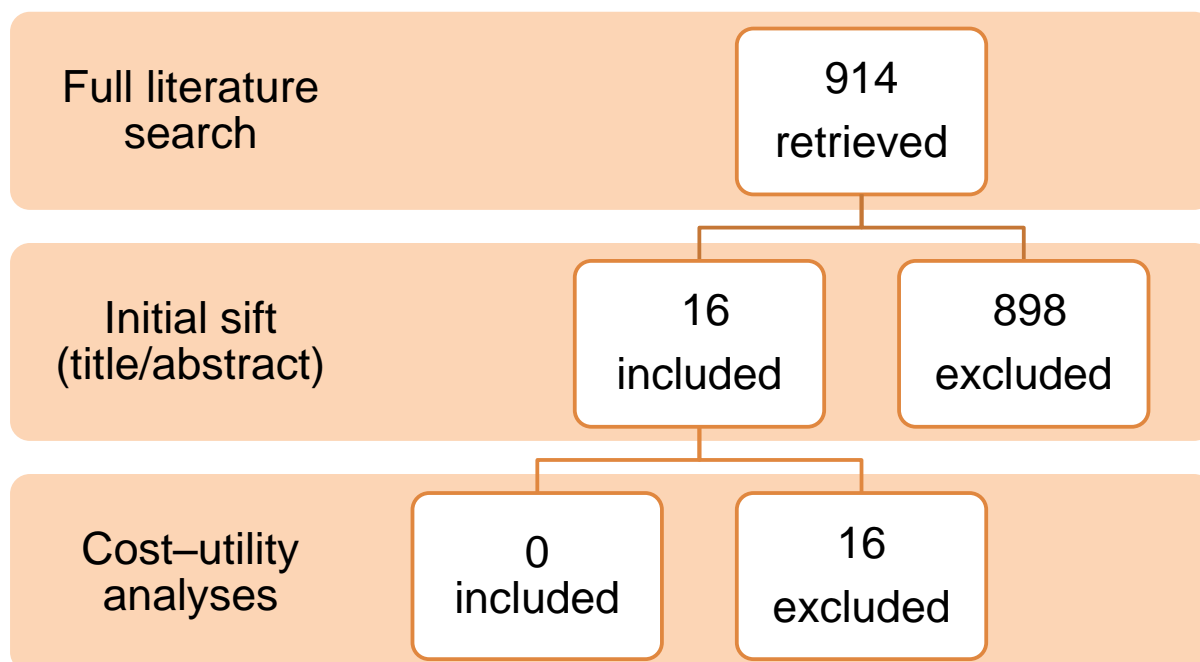 Full literature
search
914
retrieved
Initial sift
(title/abstract)
16
included
898
excluded
Cost–utility
analyses
0
included
16
excluded